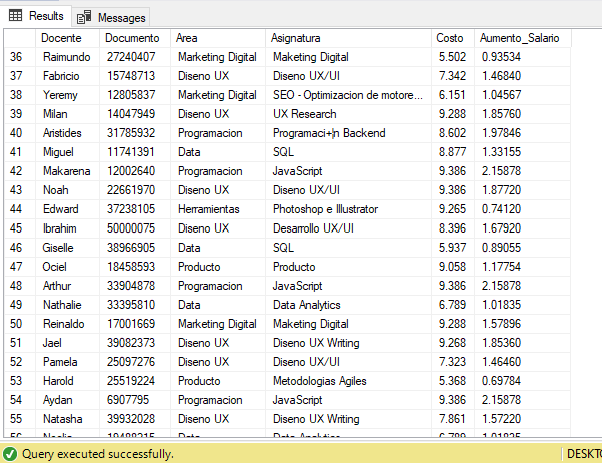 Results Messages
Docente Documento Area Asignatura Costo Aumento_Salario
36 Raimundo 27240407 Marketing Digital Maketing Digital 5.502 0.93534
37 Fabricio 15748713 Diseno UX Diseno UX/UI 7.342 1.46840
38 Yeremy 12805837 Marketing Digital SEO - Optimizacion de motore... 6.151 1.04567
39 Milan 14047949 Diseno UX UX Research 9.288 1.85760
40 Aristides 31785932 Programacion Programaci+|n Backend 8.602 1.97846
41 Miguel 11741391 Data SQL 8.877 1.33155
42 Makarena 12002640 Programacion JavaScript 9.386 2.15878
43 Noah 22661970 Diseno UX Diseno UX/UI 9.386 1.87720
44 Edward 37238105 Herramientas Photoshop e Illustrator 9.265 0.74120
45 Ibrahim 50000075 Diseno UX Desarrollo UX/UI 8.396 1.67920
46 Giselle 38966905 Data SQL 5.937 0.89055
47 Ociel 18458593 Producto Producto 9.058 1.17754
48 Arthur 33904878 Programacion JavaScript 9.386 2.15878
49 Nathalie 33395810 Data Data Analytics 6.789 1.01835
50 Reinaldo 17001669 Marketing Digital Maketing Digital 9.288 1.57896
51 Jael 39082373 Diseno UX Diseno UX Writing 9.268 1.85360
52 Pamela 25097276 Diseno UX Diseno UX/UI 7.323 1.46460
53 Harold 25519224 Producto Metodologias Agiles 5.368 0.69784
54 Aydan 6907795 Programacion JavaScript 9.386 2.15878
55 Natasha 39932028 Diseno UX Diseno UX Writing 7.861 1.57220
Query executed successfully. DESKTO